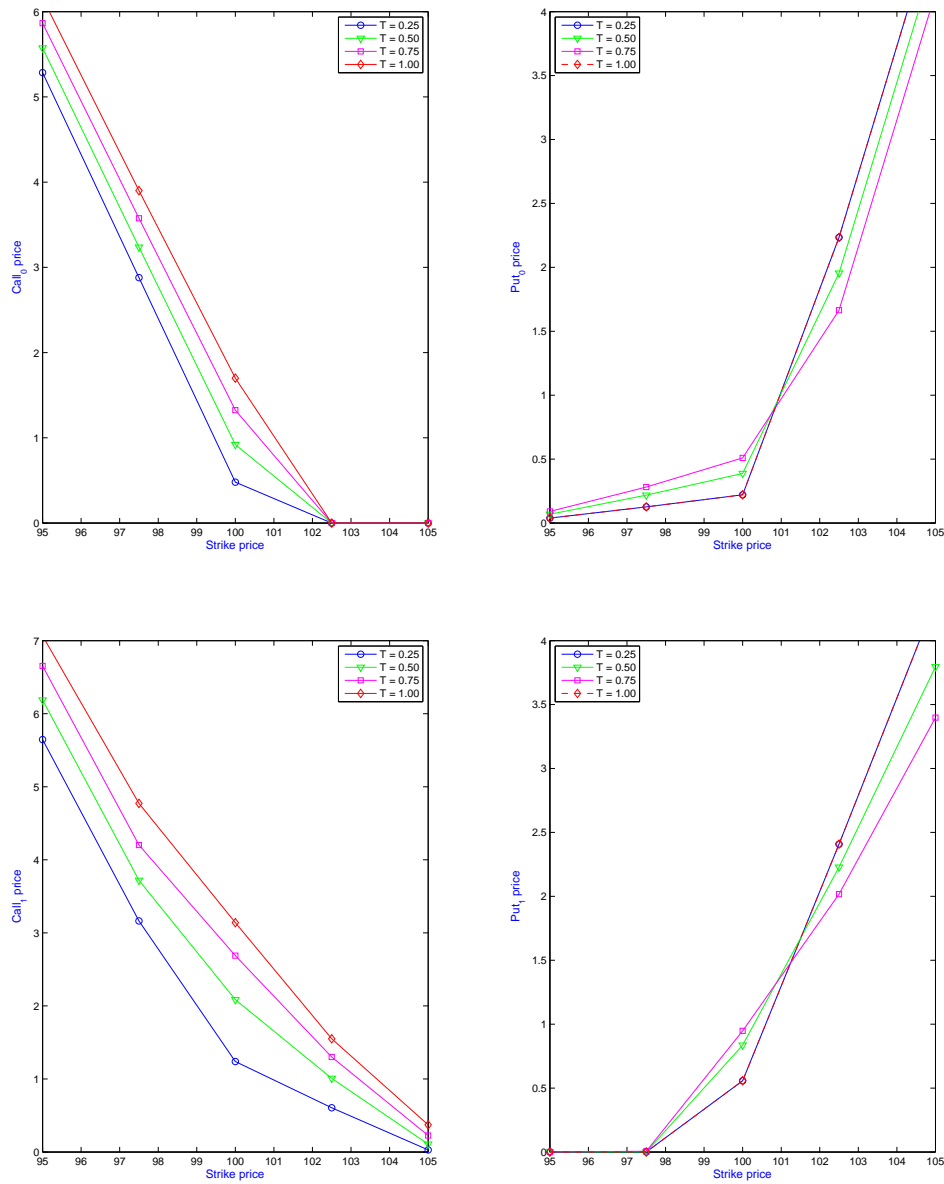 6
5
4
3
2
1
0
Call0 price
95 96 97 98 99 100 101 102 103 104 105
Strike price
T = 0.25
T = 0.50
T = 0.75
T = 1.00
4
3.5
3
2.5
2
1.5
1
0.5
0
Put0 price
95 96 97 98 99 100 101 102 103 104 105
Strike price
T = 0.25
T = 0.50
T = 0.75
T = 1.00
7
6
5
4
3
2
1
0
Call1 price
95 96 97 98 99 100 101 102 103 104 105
Strike price
T = 0.25
T = 0.50
T = 0.75
T = 1.00
4
3.5
3
2.5
2
1.5
1
0.5
0
Put1 price
95 96 97 98 99 100 101 102 103 104 105
Strike price
T = 0.25
T = 0.50
T = 0.75
T = 1.00